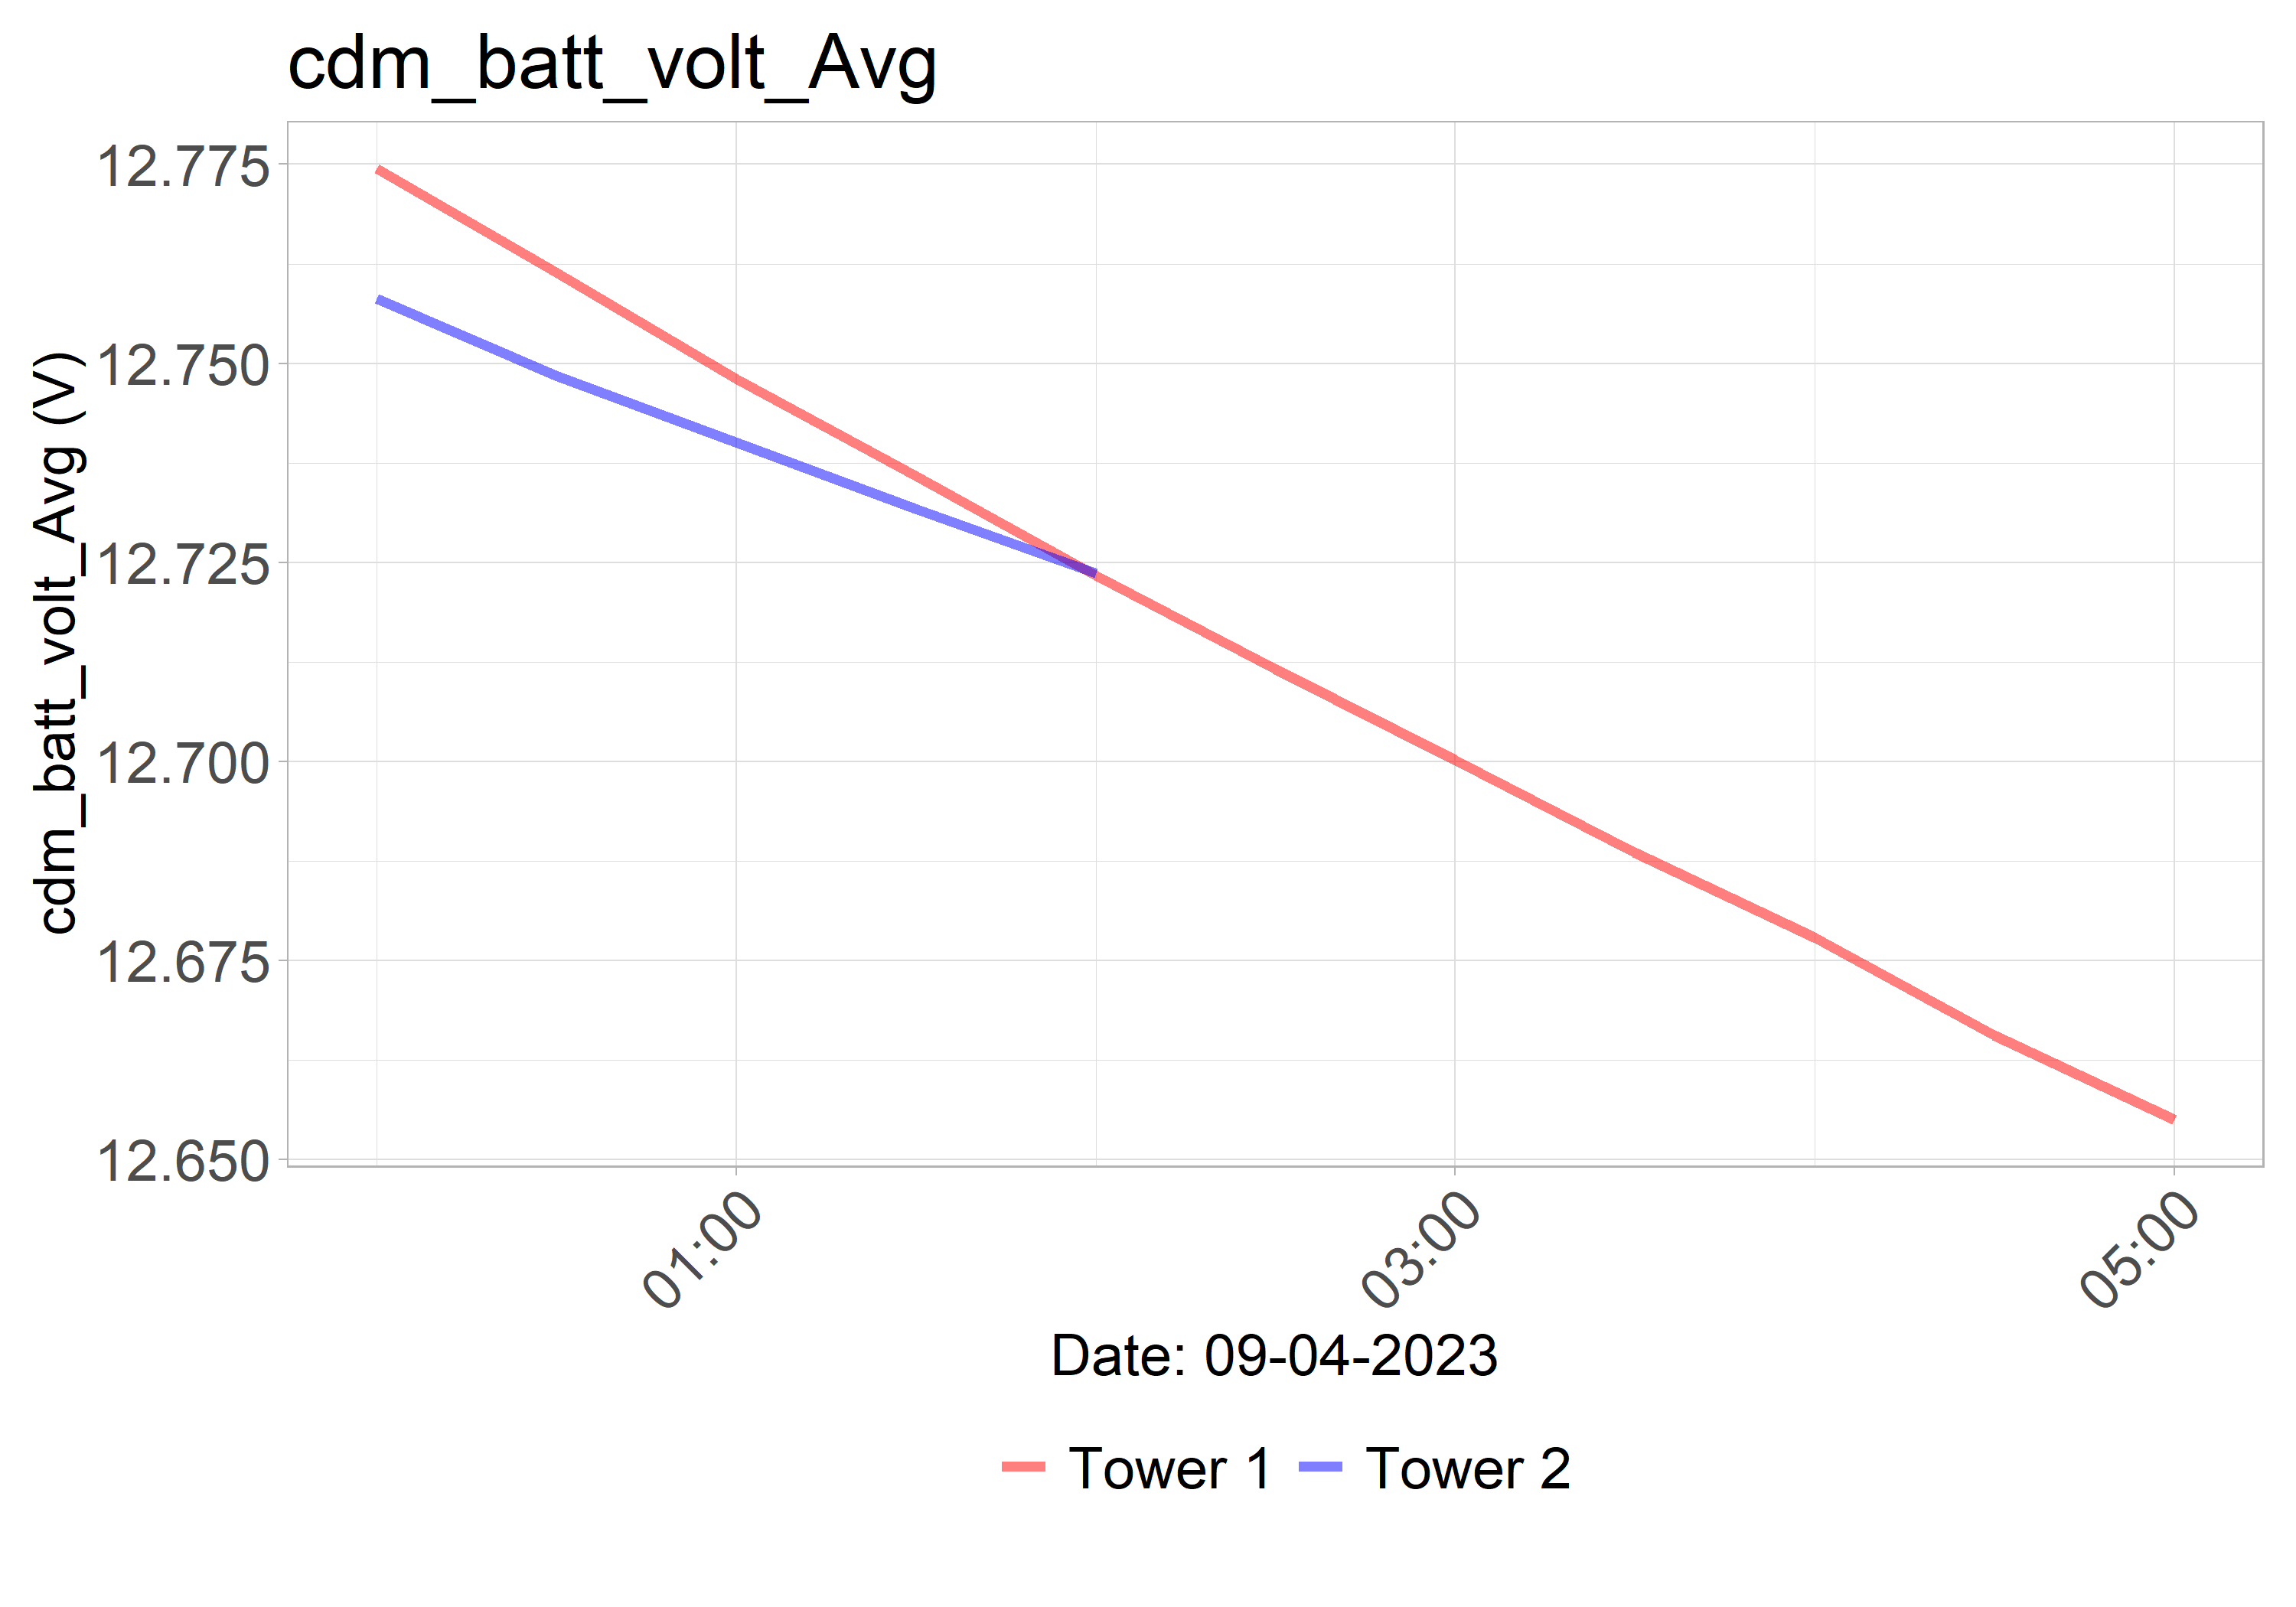 cdm_batt_volt_Avg
cdm_batt_volt_Avg (V)
12.775
12.750
12.725
12.700
12.675
12.650
01:00
03:00
05:00
Date: 09-04-2023
Tower 1
Tower 2